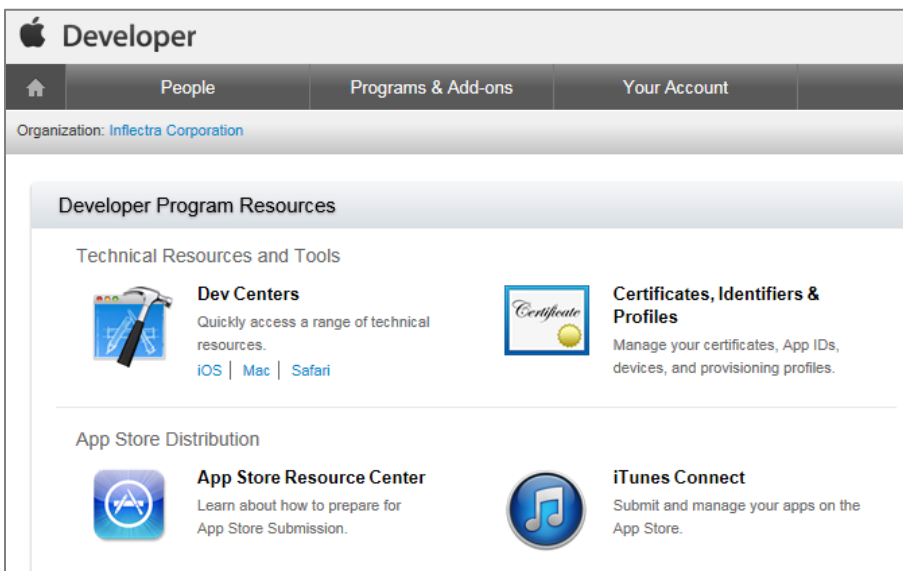 Developer
People Programs & Add-ons Your Account
Organization: Inflectra Corporation
Developer Program Resources
Technical Resources and Tools
Dev Centers
Quickly access a range of technical
resources.
iOS | Mac | Safari
Certificate
Certificates, Identifiers &
Profiles
Manage your certificates, App IDs,
devices, and provisioning profiles.
App Store Distribution
App Store Resource Center
Learn about how to prepare for
App Store Submission.
iTunes Connect
Submit and manage your apps on the
App Store.